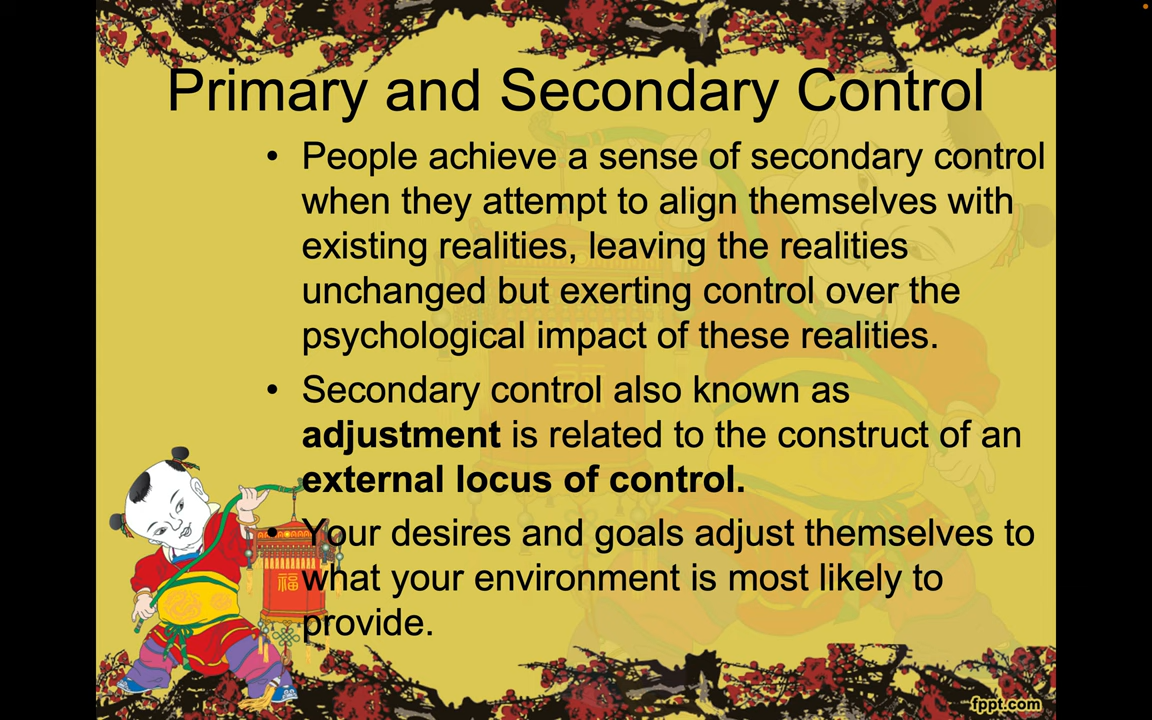 Primary and Secondary Control
• People achieve a sense of secondary control
when they attempt to align themselves with
existing realities, leaving the realities
unchanged but exerting control over the
psychological impact of these realities.
• Secondary control also known as
adjustment is related to the construct of an
external locus of control.
• Your desires and goals adjust themselves to
what your environment is most likely to
provide.
福
fppt.com